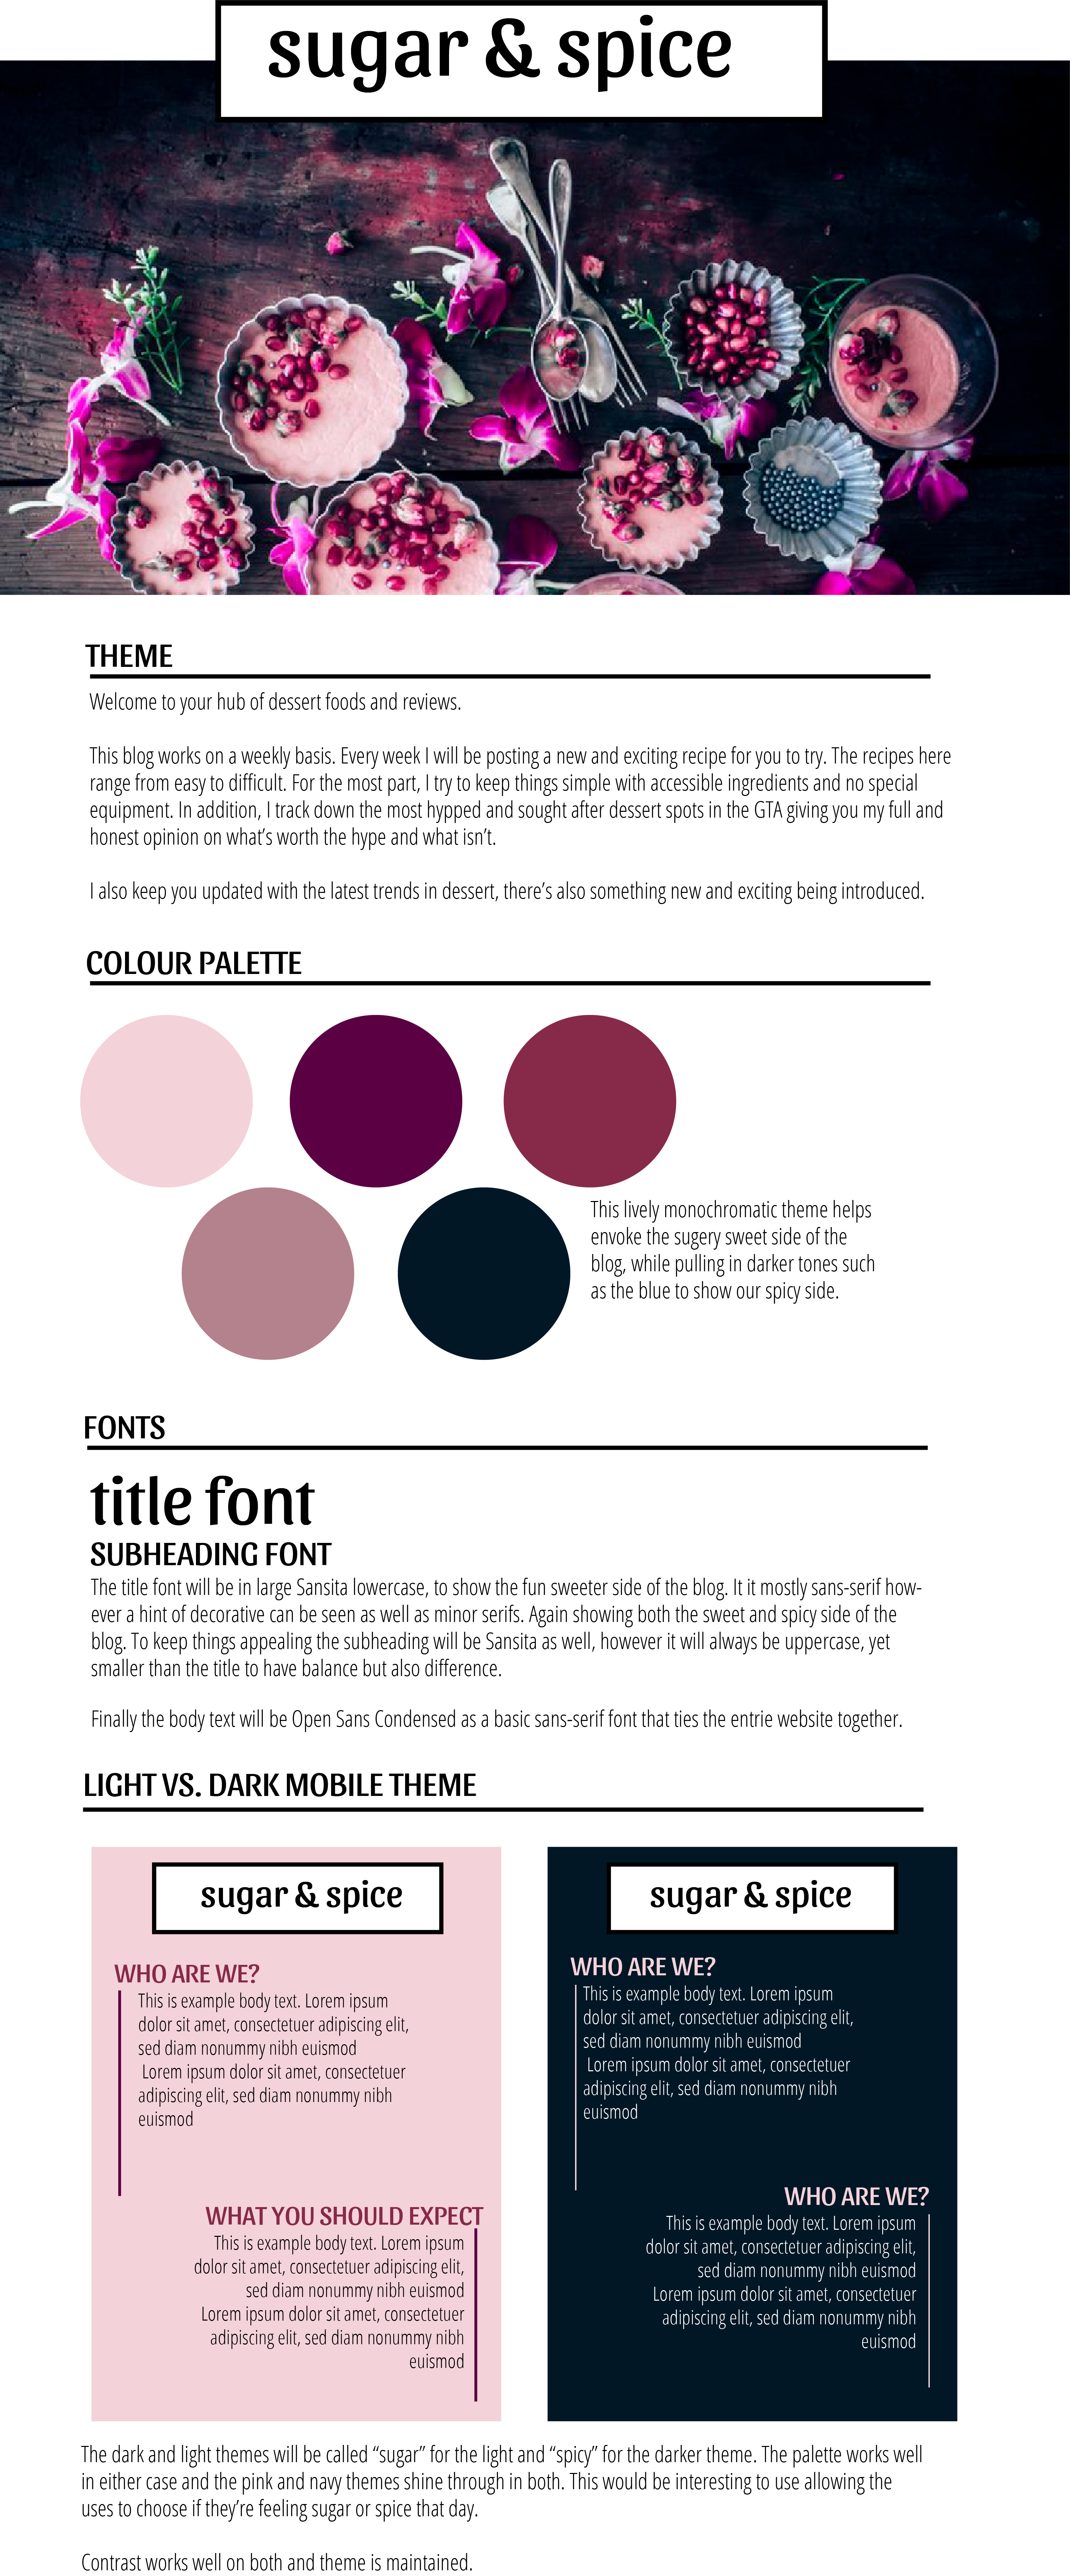 sugar & spice
THEME
Welcome to your hub of dessert foods and reviews.
This blog works on a weekly basis. Every week I will be posting a new and exciting recipe for you to try. The recipes here
range from easy to difficult. For the most part, I try to keep things simple with accessible ingredients and no special
equipment. In addition, I track down the most hypped and sought after dessert spots in the GTA giving you my full and
honest opinion on what's worth the hype and what isn't.
I also keep you updated with the latest trends in dessert, there's also something new and exciting being introduced.
COLOUR PALETTE
This lively monochromatic theme helps
envoke the sugery sweet side of the
blog, while pulling in darker tones such
as the blue to show our spicy side.
FONTS
title font
SUBHEADING FONT
The title font will be in large Sansita lowercase, to show the fun sweeter side of the blog. It it mostly sans-serif how-
ever a hint of decorative can be seen as well as minor serifs. Again showing both the sweet and spicy side of the
blog. To keep things appealing the subheading will be Sansita as well, however it will always be uppercase, yet
smaller than the title to have balance but also difference.
Finally the body text will be Open Sans Condensed as a basic sans-serif font that ties the entrie website together.
LIGHT VS. DARK MOBILE THEME
sugar & spice
WHO ARE WE?
This is example body text. Lorem ipsum
dolor sit amet, consectetuer adipiscing elit,
sed diam nonummy nibh euismod
Lorem ipsum dolor sit amet, consectetuer
adipiscing elit, sed diam nonummy nibh
euismod
WHAT YOU SHOULD EXPECT
This is example body text. Lorem ipsum
dolor sit amet, consectetuer adipiscing elit,
sed diam nonummy nibh euismod
Lorem ipsum dolor sit amet, consectetuer
adipiscing elit, sed diam nonummy nibh
euismod
sugar & spice
WHO ARE WE?
This is example body text. Lorem ipsum
dolor sit amet, consectetuer adipiscing elit,
sed diam nonummy nibh euismod
Lorem ipsum dolor sit amet, consectetuer
adipiscing elit, sed diam nonummy nibh
euismod
WHO ARE WE?
This is example body text. Lorem ipsum
dolor sit amet, consectetuer adipiscing elit,
sed diam nonummy nibh euismod
Lorem ipsum dolor sit amet, consectetuer
adipiscing elit, sed diam nonummy nibh
euismod
The dark and light themes will be called “sugar” for the light and “spicy” for the darker theme. The palette works well
in either case and the pink and navy themes shine through in both. This would be interesting to use allowing the
uses to choose if they're feeling sugar or spice that day.
Contrast works well on both and theme is maintained.